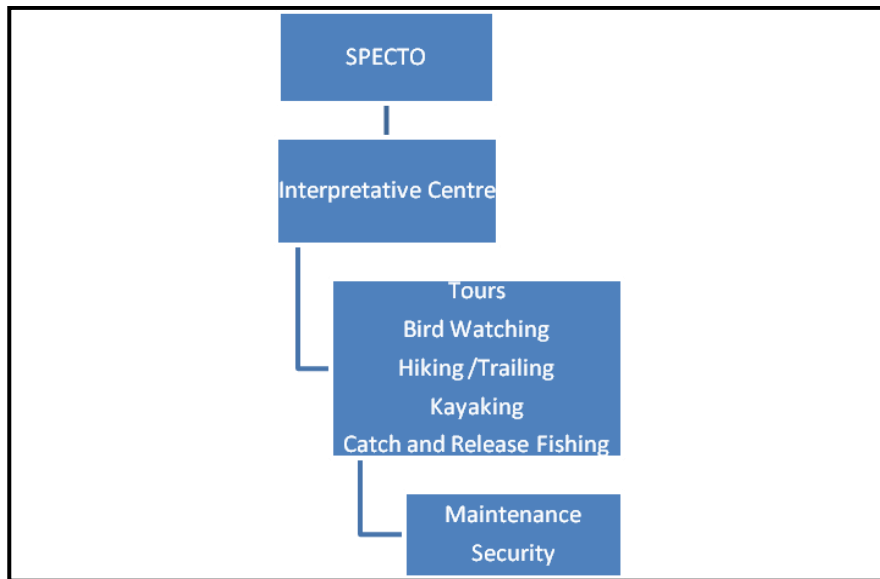 SPECTO
Interpretative Centre
Tours
Bird Watching
Hiking /Trailing
Kayaking
Catch and Release Fishing
Maintenance
Security